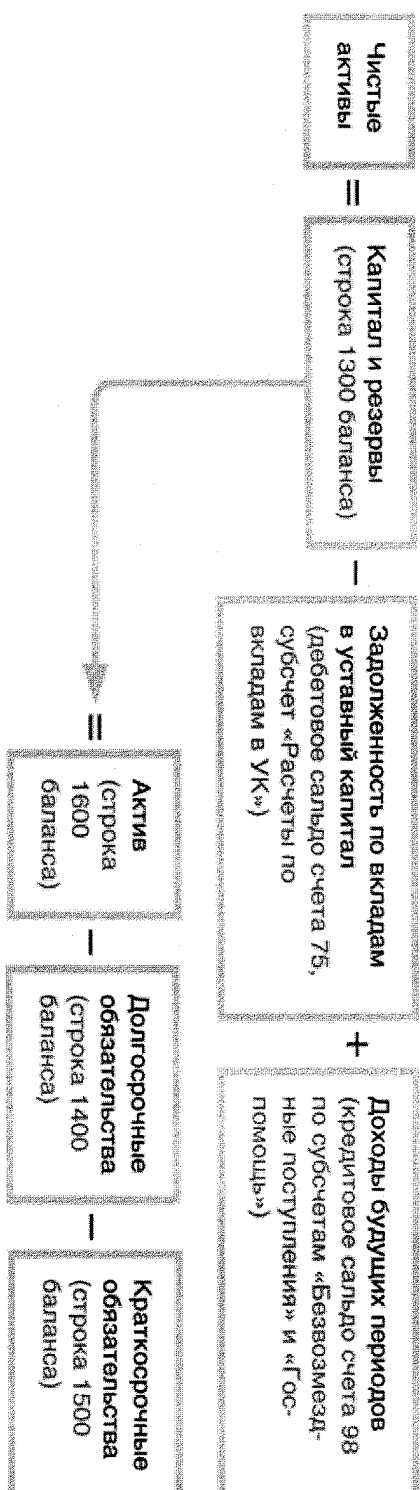 Чистые
активы
=
Капитал и резервы
(строка 1300 баланса)
–
Задолженность по вкладам
в уставный капитал
(дебетовое сальдо счета 75,
субсчет «Расчеты по
вкладам в УК»)
+
Доходы будущих периодов
(кредитовое сальдо счета 98
по субсчетам «Безвозмезд-
ные поступления» и «Гос-
помощь»)
=
Актив
(строка
1600
баланса)
–
Долгосрочные
обязательства
(строка 1400
баланса)
–
Краткосрочные
обязательства
(строка 1500
баланса)